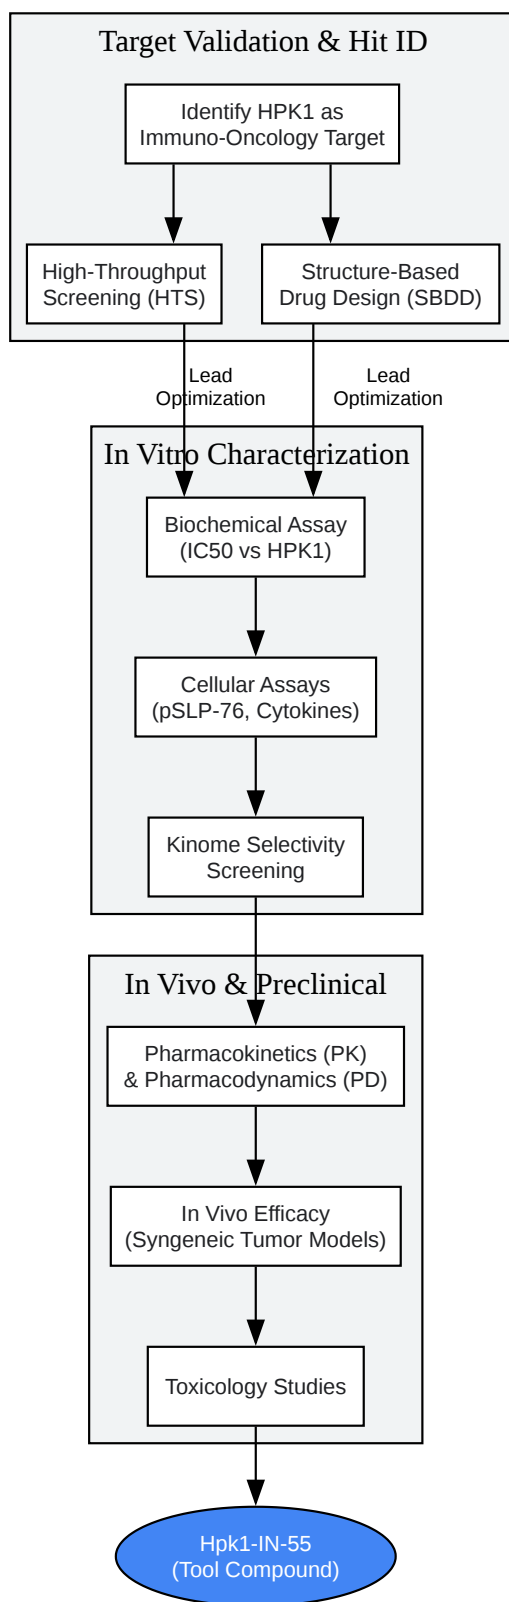 Target Validation & Hit ID
Identify HPK1 as
Immuno-Oncology Target
High-Throughput
Screening (HTS)
Structure-Based
Drug Design (SBDD)
Lead
Optimization
Lead
Optimization
In Vitro Characterization
Biochemical Assay
(IC50 vs HPK1)
Cellular Assays
(pSLP-76, Cytokines)
Kinome Selectivity
Screening
In Vivo & Preclinical
Pharmacokinetics (PK)
& Pharmacodynamics (PD)
In Vivo Efficacy
(Syngeneic Tumor Models)
Toxicology Studies
Hpk1-IN-55
(Tool Compound)